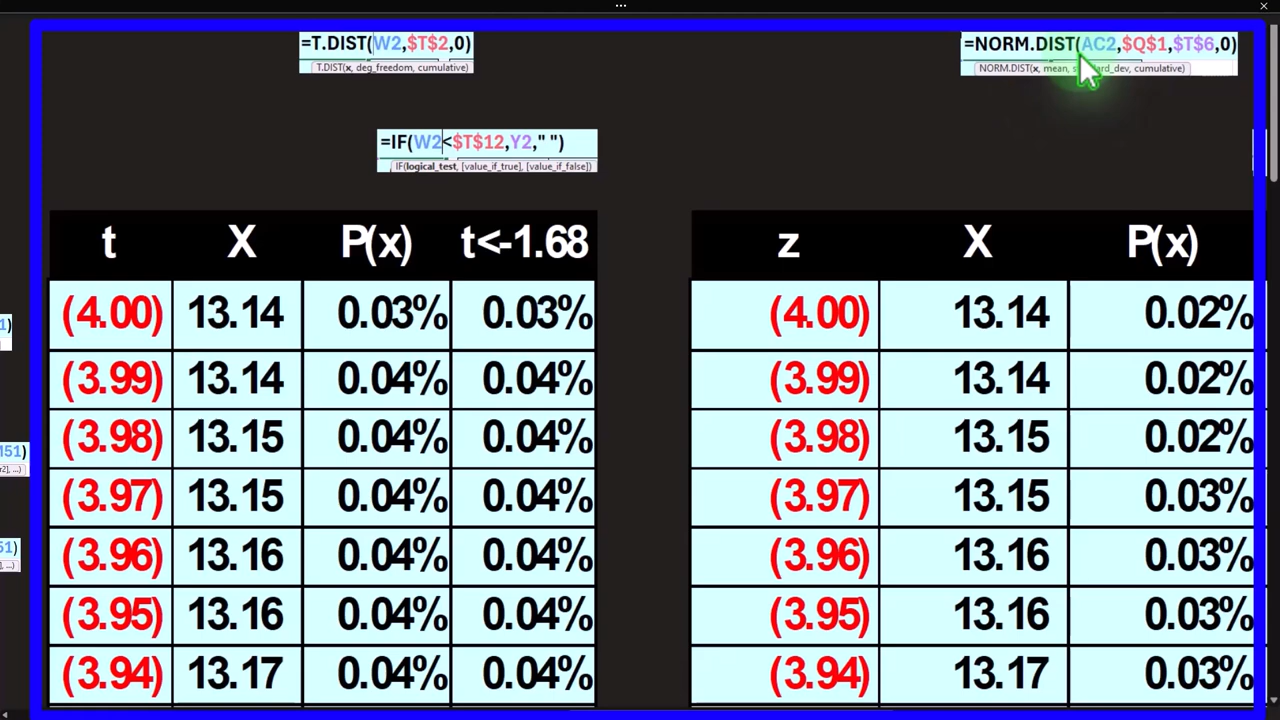 =T.DIST(W2,$T$2,0)
T.DIST(x, deg_freedom, cumulative)
=NORM.DIST(AC2,$Q$1,$T$6,0)
NORM.DIST(x, mean, standard_dev, cumulative)
=IF(W2<$T$12,Y2," ")
IF(logical_test, [value_if_true], [value_if_false])
t X P(x) t<-1.68 z X P(x)
(4.00) 13.14 0.03% 0.03% (4.00) 13.14 0.02%
(3.99) 13.14 0.04% 0.04% (3.99) 13.14 0.02%
(3.98) 13.15 0.04% 0.04% (3.98) 13.15 0.02%
(3.97) 13.15 0.04% 0.04% (3.97) 13.15 0.03%
(3.96) 13.16 0.04% 0.04% (3.96) 13.16 0.03%
(3.95) 13.16 0.04% 0.04% (3.95) 13.16 0.03%
(3.94) 13.17 0.04% 0.04% (3.94) 13.17 0.03%